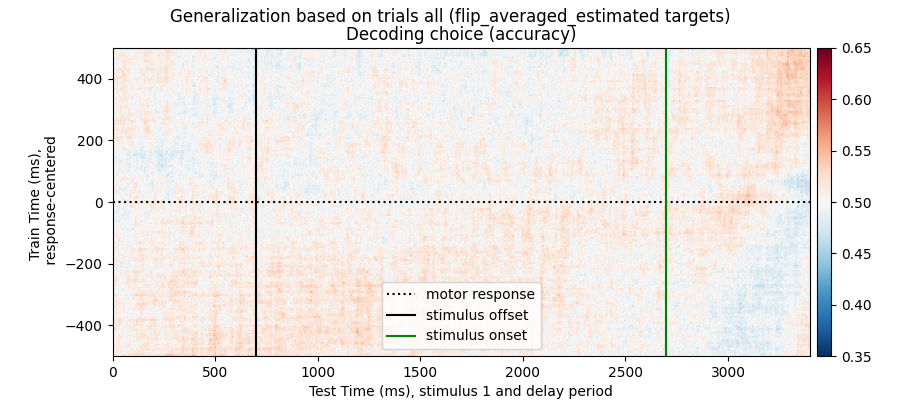 Generalization based on trials all (flip_averaged_estimated targets)
Decoding choice (accuracy)
Train Time (ms),
response-centered
400
200
0
−200
−400
motor response
stimulus offset
stimulus onset
0
500
1000
1500
2000
2500
3000
Test Time (ms), stimulus 1 and delay period
0.65
0.60
0.55
0.50
0.45
0.40
0.35